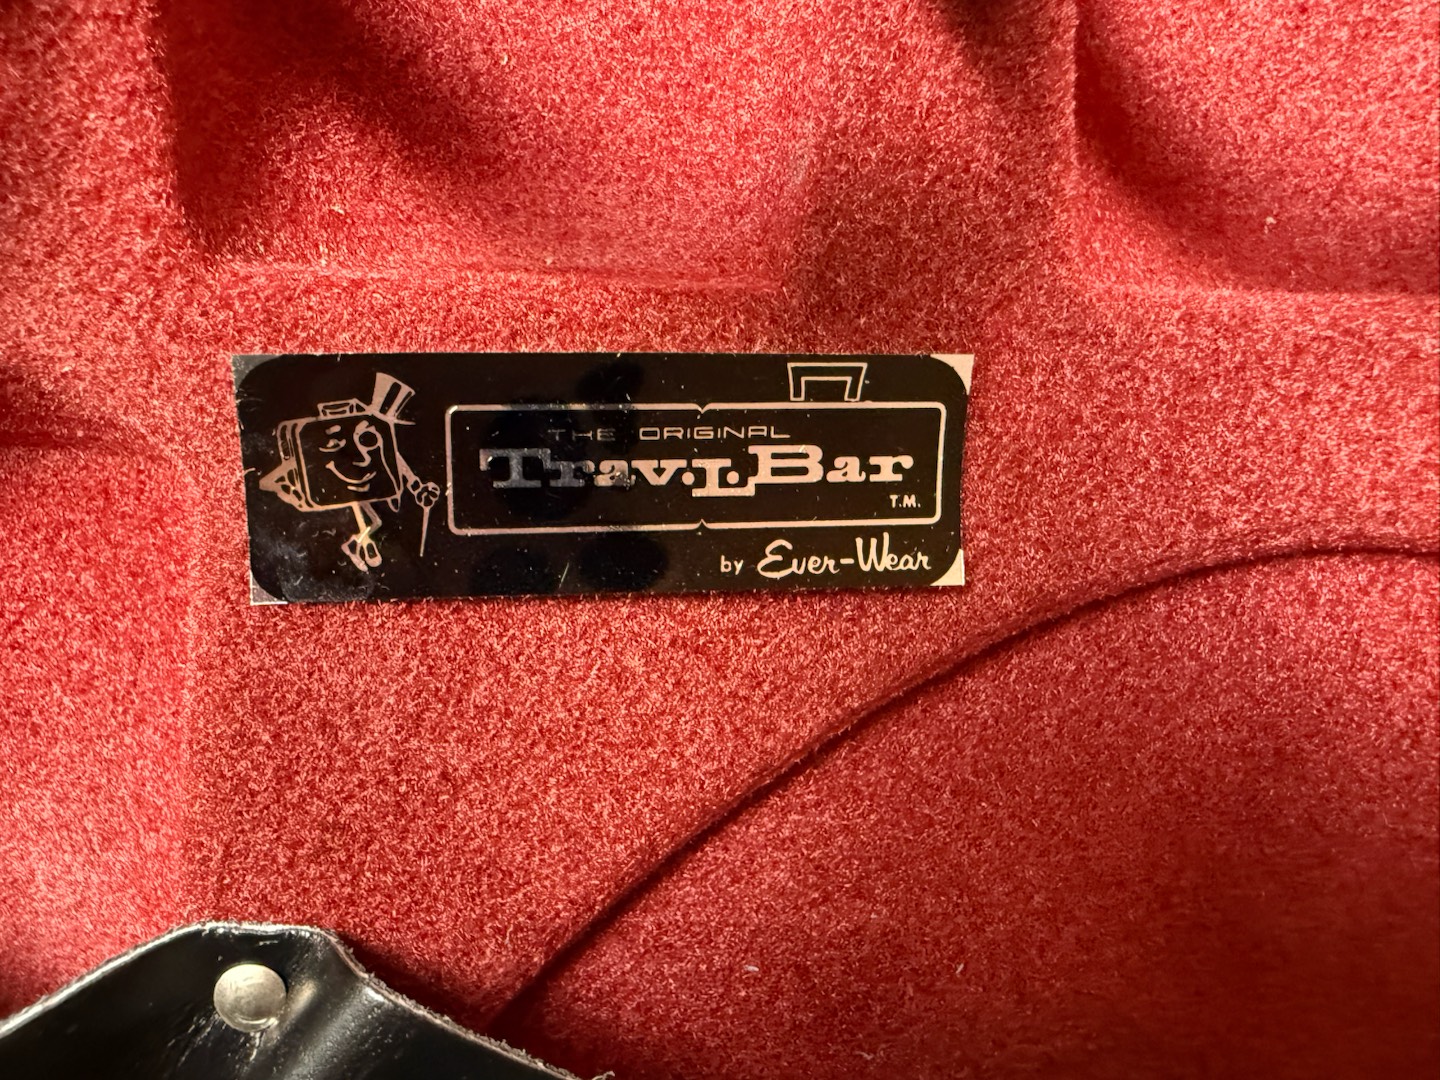 THE ORIGINAL
Trav.L.Bar
T.M.
by Ever-Wear